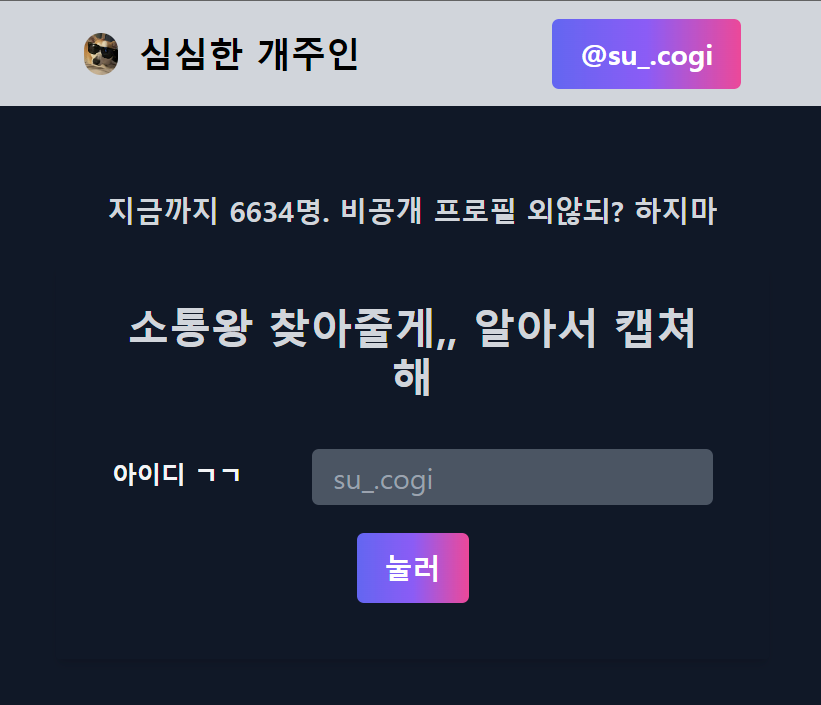 심심한 개주인
@su_.cogi
지금까지 6634명. 비공개 프로필 외않되? 하지마
소통왕 찾아줄게,, 알아서 캡쳐
해
아이디 ㄱㄱ
su_.cogi
눌러